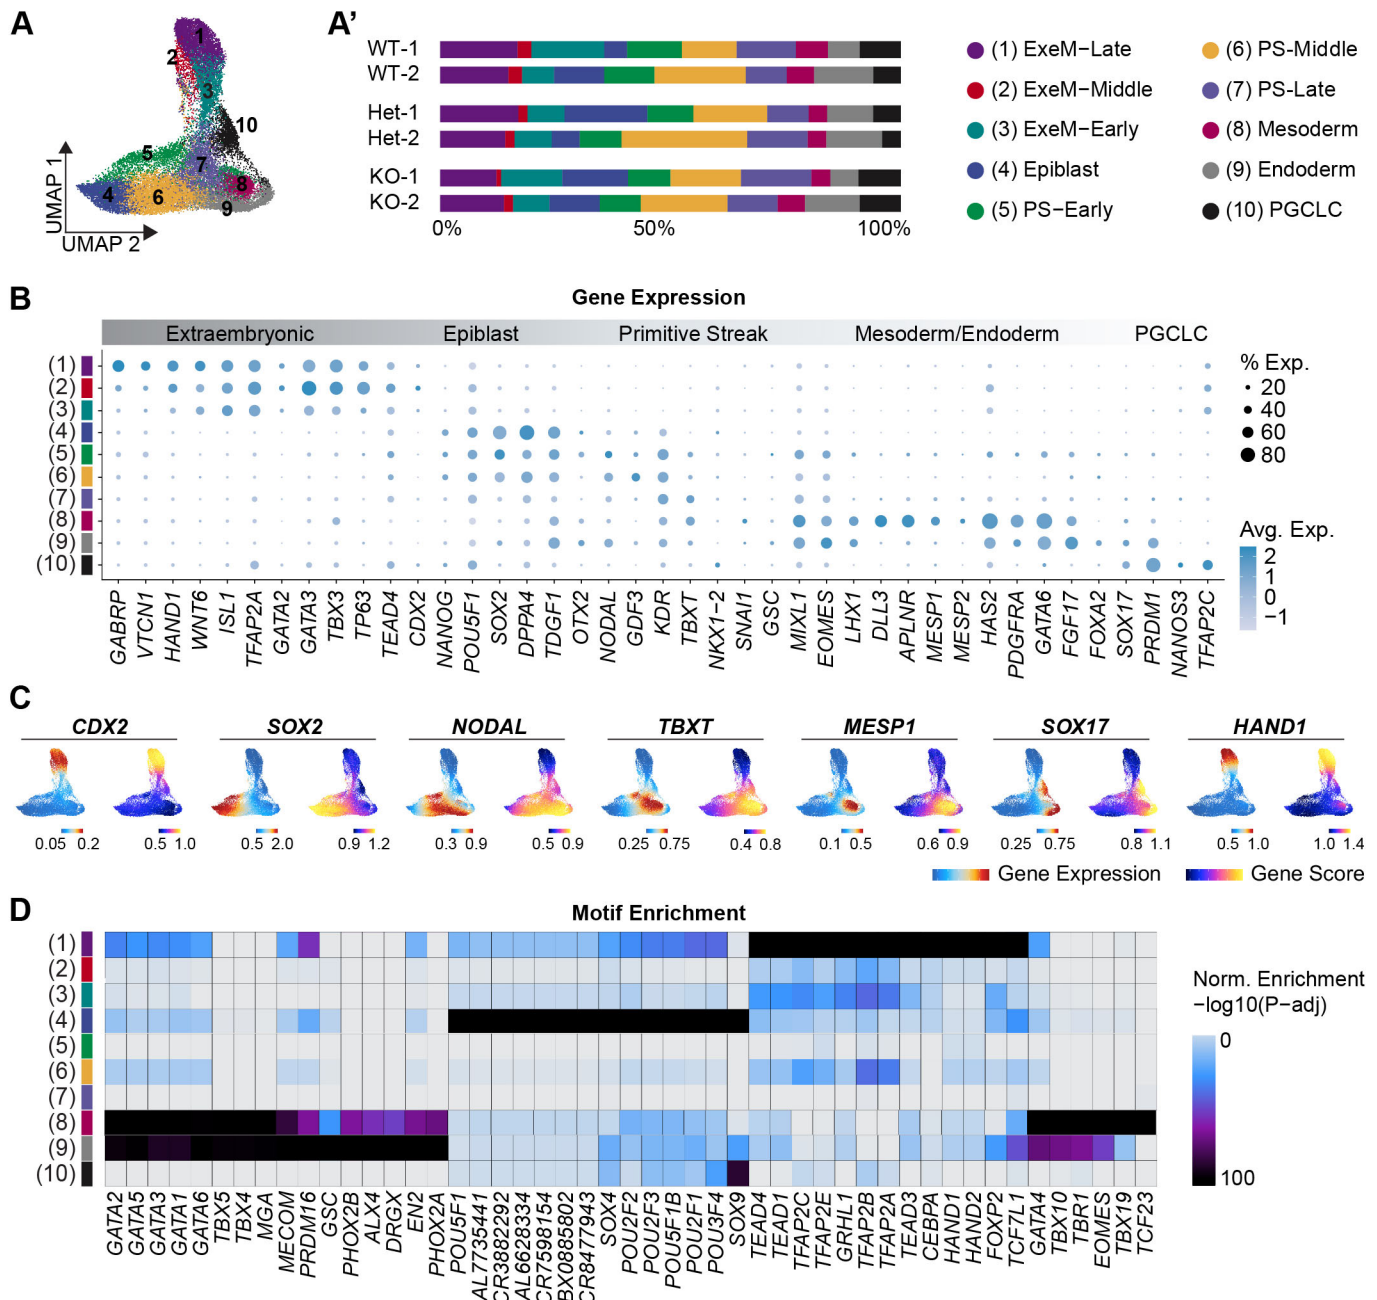 A
1
2
3
10
5
7
4
6
8
9
UMAP 1
UMAP 2
A'
WT-1
WT-2
Het-1
Het-2
KO-1
KO-2
0% 50% 100%
(1) ExeM−Late
(2) ExeM−Middle
(3) ExeM−Early
(4) Epiblast
(5) PS−Early
(6) PS-Middle
(7) PS-Late
(8) Mesoderm
(9) Endoderm
(10) PGCLC
B
Gene Expression
Extraembryonic Epiblast Primitive Streak Mesoderm/Endoderm PGCLC
(1)
(2)
(3)
(4)
(5)
(6)
(7)
(8)
(9)
(10)
GABRP VTCN1 HAND1 WNT6 ISL1 TFAP2A GATA2 GATA3 TBX3 TP63 TEAD4 CDX2 NANOG POU5F1 SOX2 DPPA4 TDGF1 OTX2 NODAL GDF3 KDR TBXT NKX1-2 SNAI1 GSC MIXL1 EOMES LHX1 DLL3 APLNR MESP1 MESP2 HAS2 PDGFRA GATA6 FGF17 FOXA2 SOX17 PRDM1 NANOS3 TFAP2C
% Exp.
20
40
60
80
Avg. Exp.
2
1
0
−1
C
CDX2 SOX2 NODAL TBXT MESP1 SOX17 HAND1
0.05 0.2 0.5 1.0 0.5 2.0 0.9 1.2 0.3 0.9 0.5 0.9 0.25 0.75 0.4 0.8 0.1 0.5 0.6 0.9 0.25 0.75 0.8 1.1 0.5 1.5 1.0 1.4
Gene Expression Gene Score
D
Motif Enrichment
(1)
(2)
(3)
(4)
(5)
(6)
(7)
(8)
(9)
(10)
GATA2 GATA5 GATA3 GATA1 GATA6 TBX5 TBX4 MGA MECOM PRDM16 GSC PHOX2B ALX4 DRGX EN2 PHOX2A POU5F1 AL7735441 CR3882292 AL6628334 CR7598154 BX0885802 CR8477943 SOX4 POU2F2 POU2F3 POU5F1B POU2F1 POU3F4 SOX9 TEAD4 TEAD1 TFAP2C TFAP2E GRHL1 TFAP2B TFAP2A TEAD3 CEBPA HAND1 HAND2 FOXP2 TCF7L1 GATA4 TBX10 TBR1 EOMES TBX19 TCF23
Norm. Enrichment
−log10(P−adj)
0
100